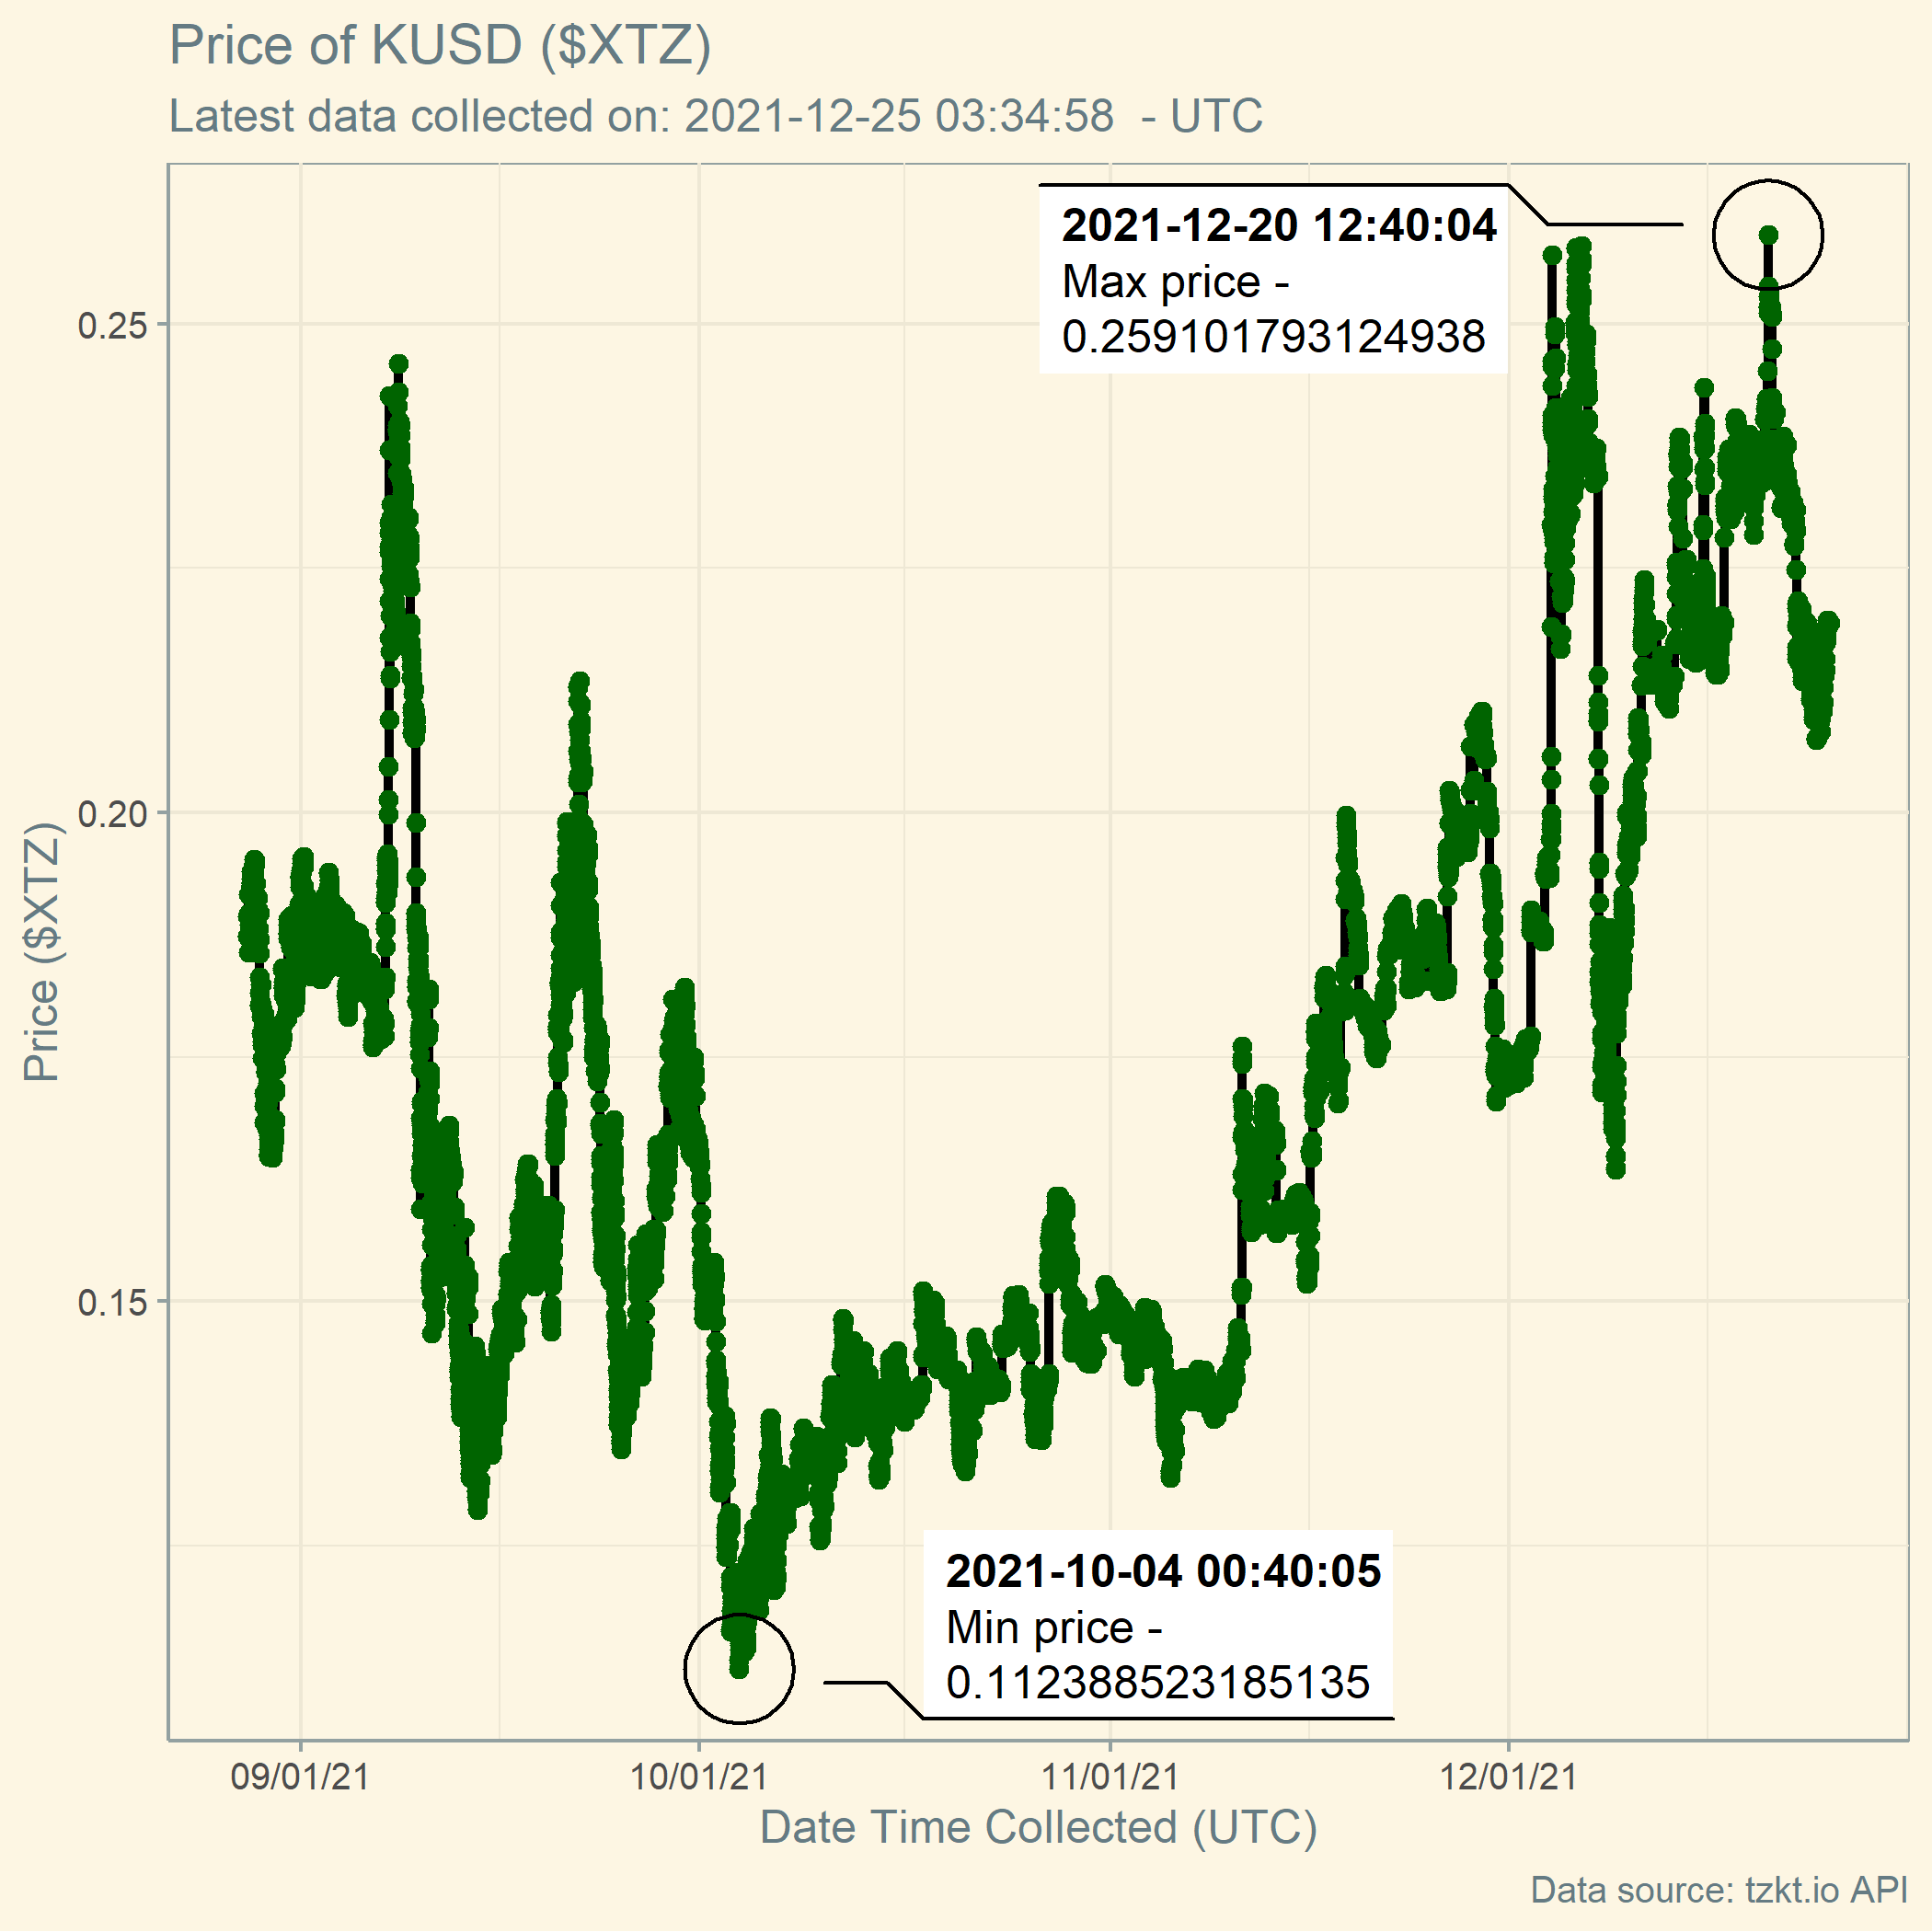 Price of KUSD ($XTZ)
Latest data collected on: 2021-12-25 03:34:58  - UTC
2021-12-20 12:40:04
Max price -
0.259101793124938
0.25
0.20
0.15
Price ($XTZ)
2021-10-04 00:40:05
Min price -
0.112388523185135
09/01/21
10/01/21
11/01/21
12/01/21
Date Time Collected (UTC)
Data source: tzkt.io API